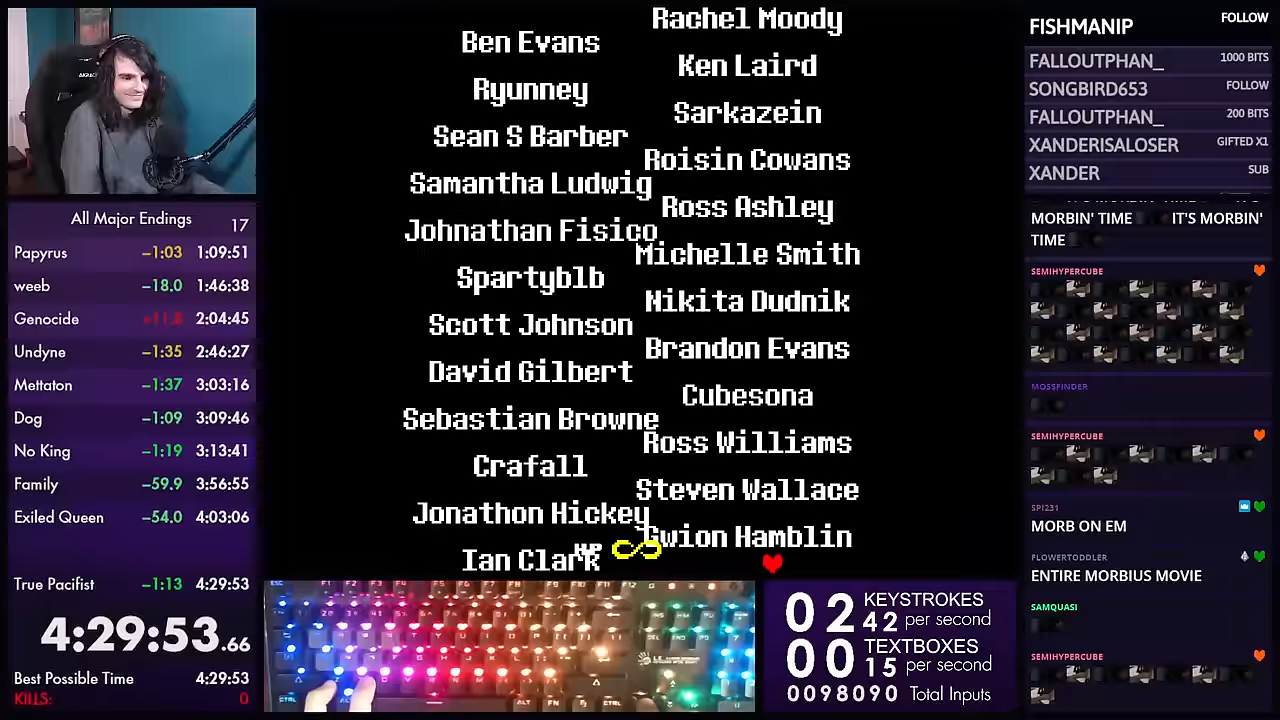 All Major Endings
17
Papyrus –1:03 1:09:51
weeb –18.0 1:46:38
Genocide +11.8 2:04:45
Undyne –1:35 2:46:27
Mettaton –1:37 3:03:16
Dog –1:09 3:09:46
No King –1:19 3:13:41
Family –59.9 3:56:55
Exiled Queen –54.0 4:03:06
True Pacifist –1:13 4:29:53
4:29:53.66
Best Possible Time 4:29:53
KILLS: 0
Ben Evans
Ryunney
Sean S Barber
Samantha Ludwig
Johnathan Fisico
Spartyblb
Scott Johnson
David Gilbert
Sebastian Browne
Crafall
Jonathon Hickey
Ian Clark
Rachel Moody
Ken Laird
Sarkazein
Roisin Cowans
Ross Ashley
Michelle Smith
Nikita Dudnik
Brandon Evans
Cubesona
Ross Williams
Steven Wallace
Gwion Hamblin
HP
02 KEYSTROKES
42 per second
00 TEXTBOXES
15 per second
0098090 Total Inputs
FISHMANIP FOLLOW
FALLOUTPHAN_ 1000 BITS
SONGBIRD653 FOLLOW
FALLOUTPHAN_ 200 BITS
XANDERISALOSER GIFTED X1
XANDER SUB
MORBIN' TIME IT'S MORBIN'
TIME
SEMIHYPERCUBE
MOSSFINDER
SEMIHYPERCUBE
SPI231
MORB ON EM
FLOWERTODDLER
ENTIRE MORBIUS MOVIE
SAMQUASI
SEMIHYPERCUBE